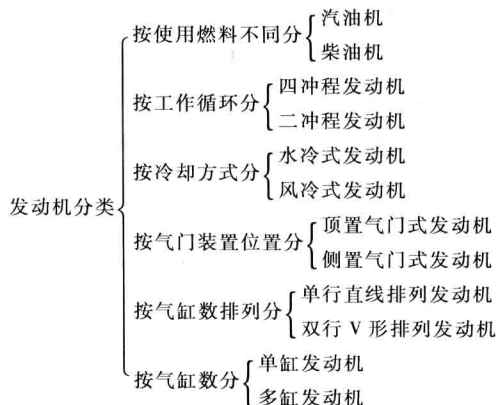 发动机分类
按使用燃料不同分
汽油机
柴油机
按工作循环分
四冲程发动机
二冲程发动机
按冷却方式分
水冷式发动机
风冷式发动机
按气门装置位置分
顶置气门式发动机
侧置气门式发动机
按气缸数排列分
单行直线排列发动机
双行 V 形排列发动机
按气缸数分
单缸发动机
多缸发动机